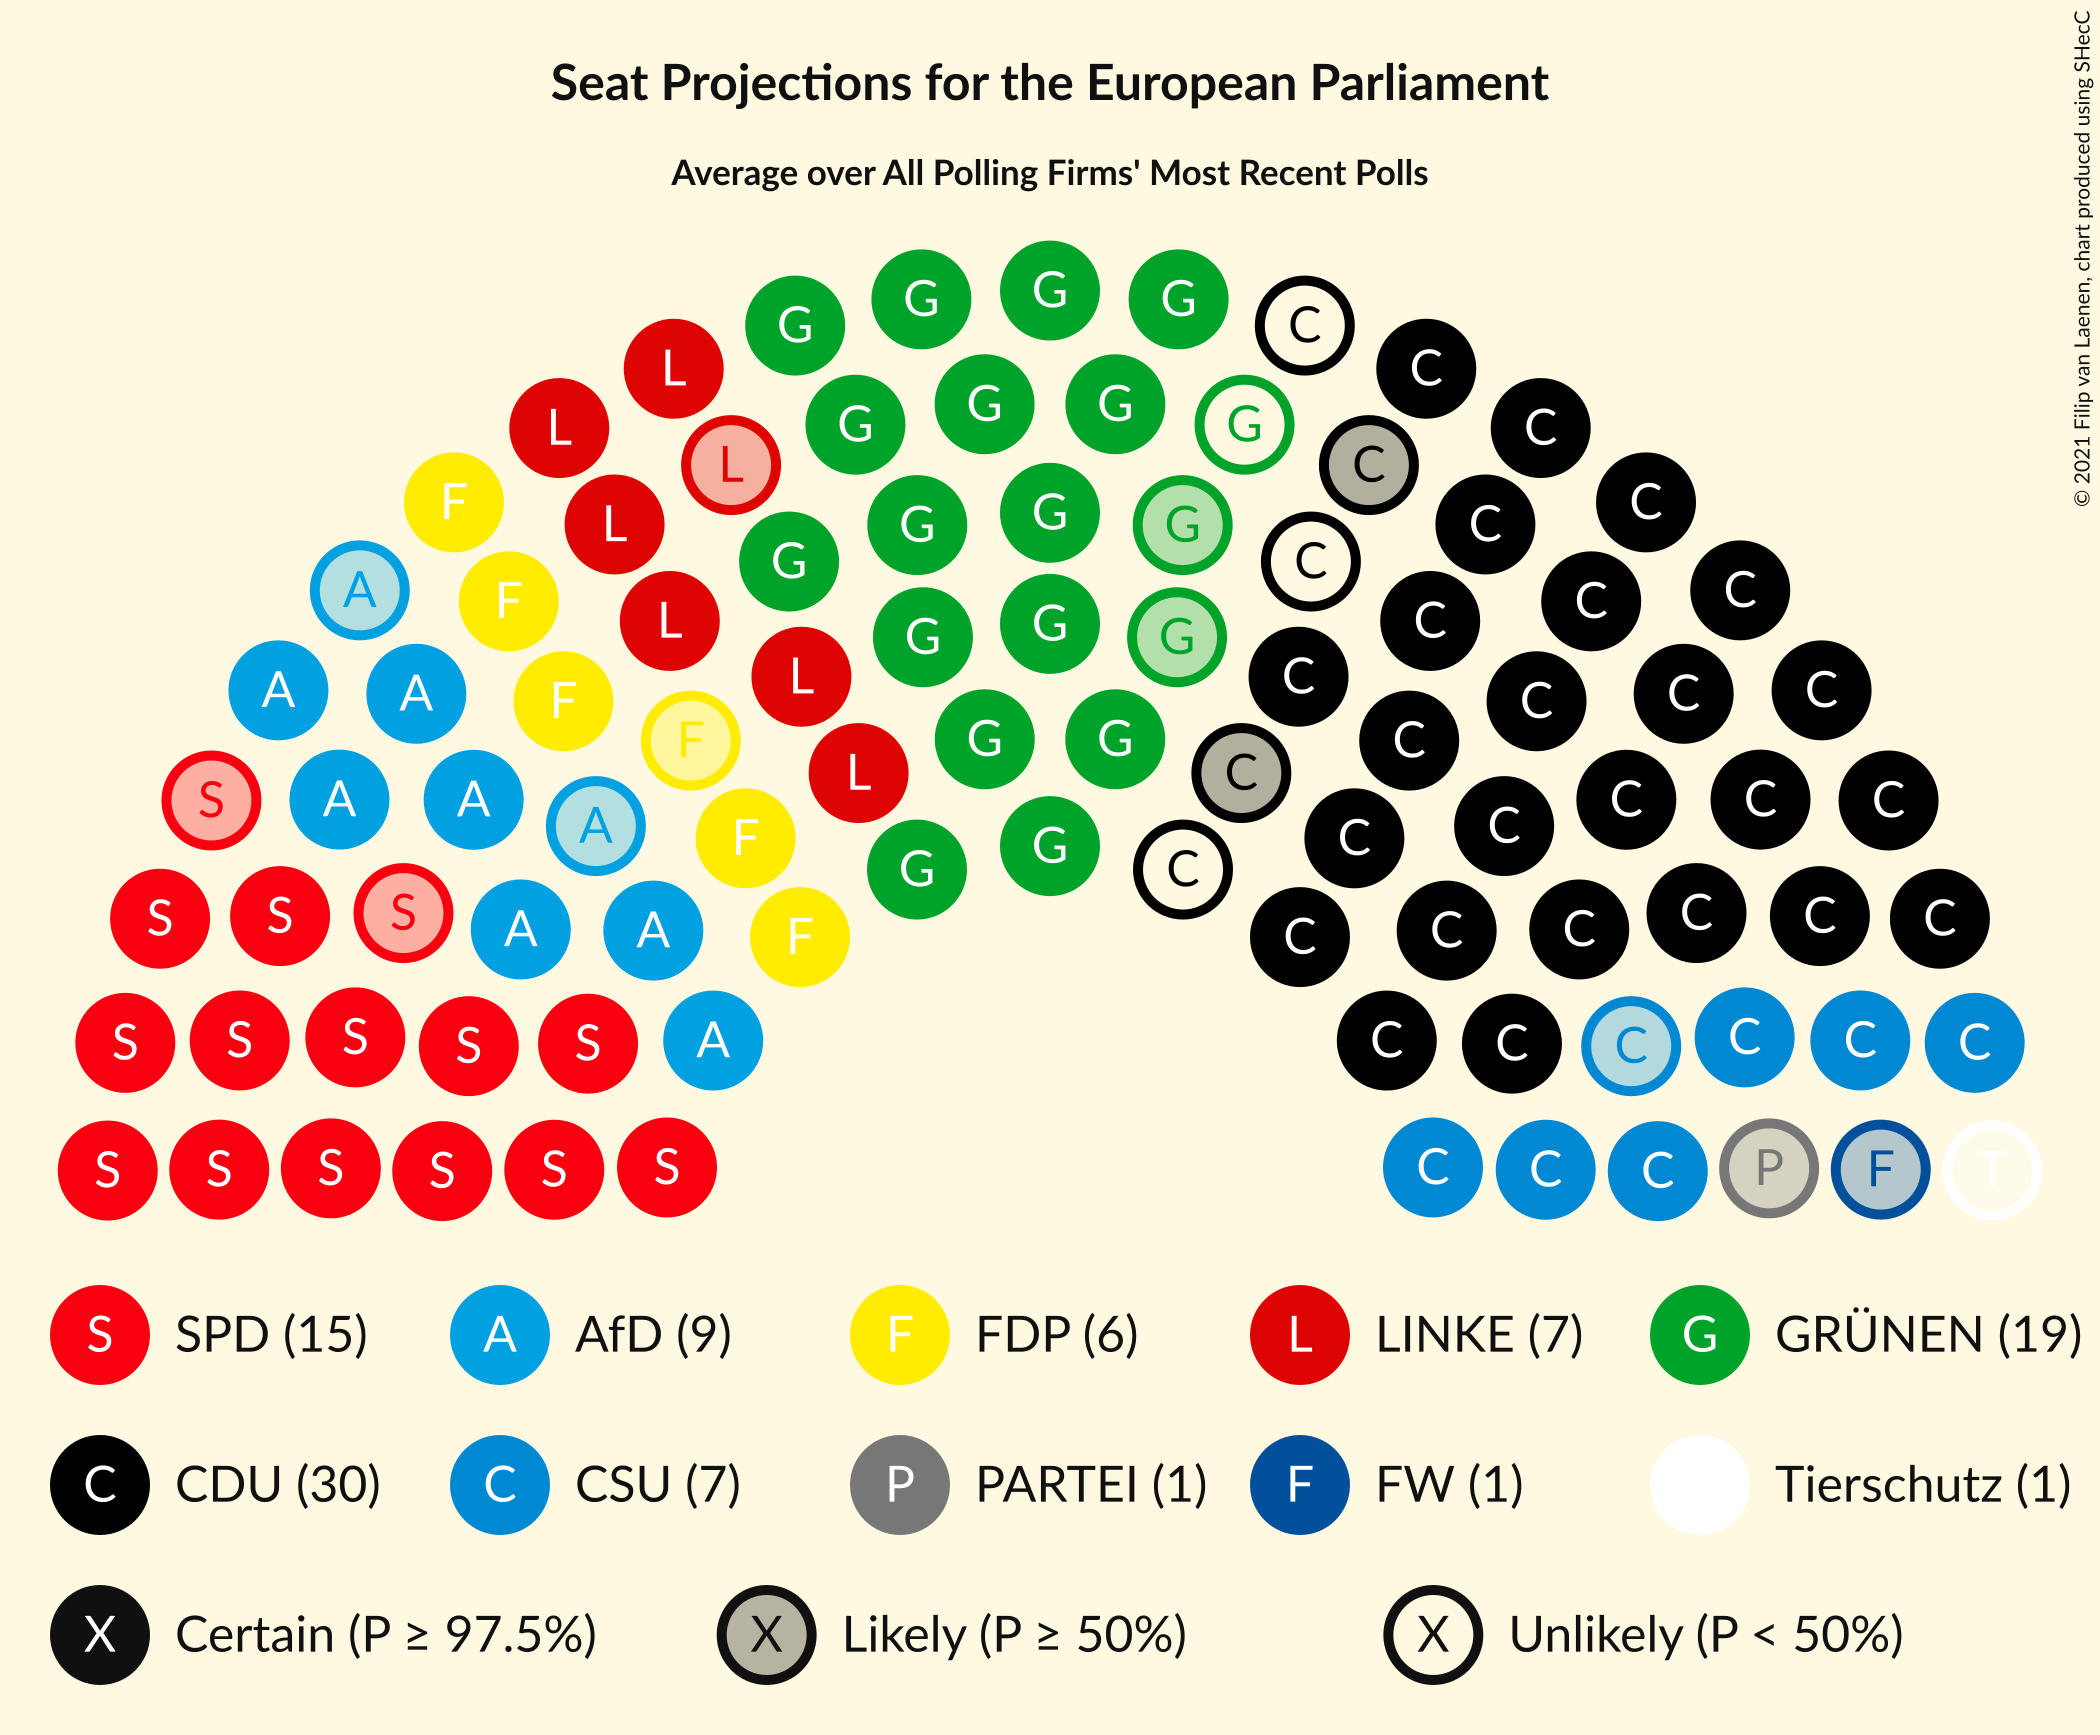 Seat Projections for the European Parliament
Average over All Polling Firms' Most Recent Polls
© 2021 Filip van Laenen, chart produced using SHecC
G G G G C
L C
L G G G G C
L C
F L G G G C C
A F G C C C
L G G G C
A A F L C C C C
F G G C
S A A A F L C C C C C C
G G C
S S S A A F C C C C C C
S S S S S A C C C C C C
S S S S S S C C C P F T
S SPD (15) A AfD (9) F FDP (6) L LINKE (7) G GRÜNEN (19)
C CDU (30) C CSU (7) P PARTEI (1) F FW (1) Tierschutz (1)
X Certain (P ≥ 97.5%) X Likely (P ≥ 50%) X Unlikely (P < 50%)